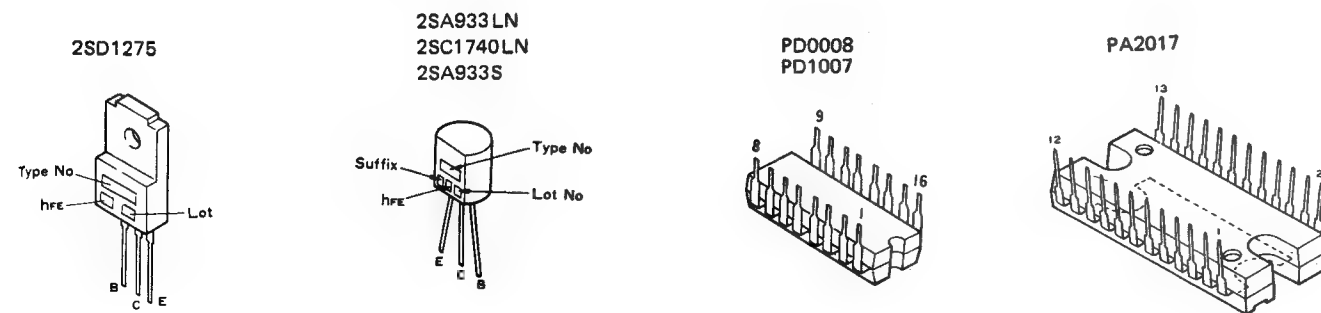 2SD1275
Type No
hFE
Lot
B
C
E
2SA933LN
2SC1740LN
2SA933S
Suffix
Type No
hFE
Lot No
E
C
B
PD0008
PD1007
9
8
16
1
PA2017
13
12
1